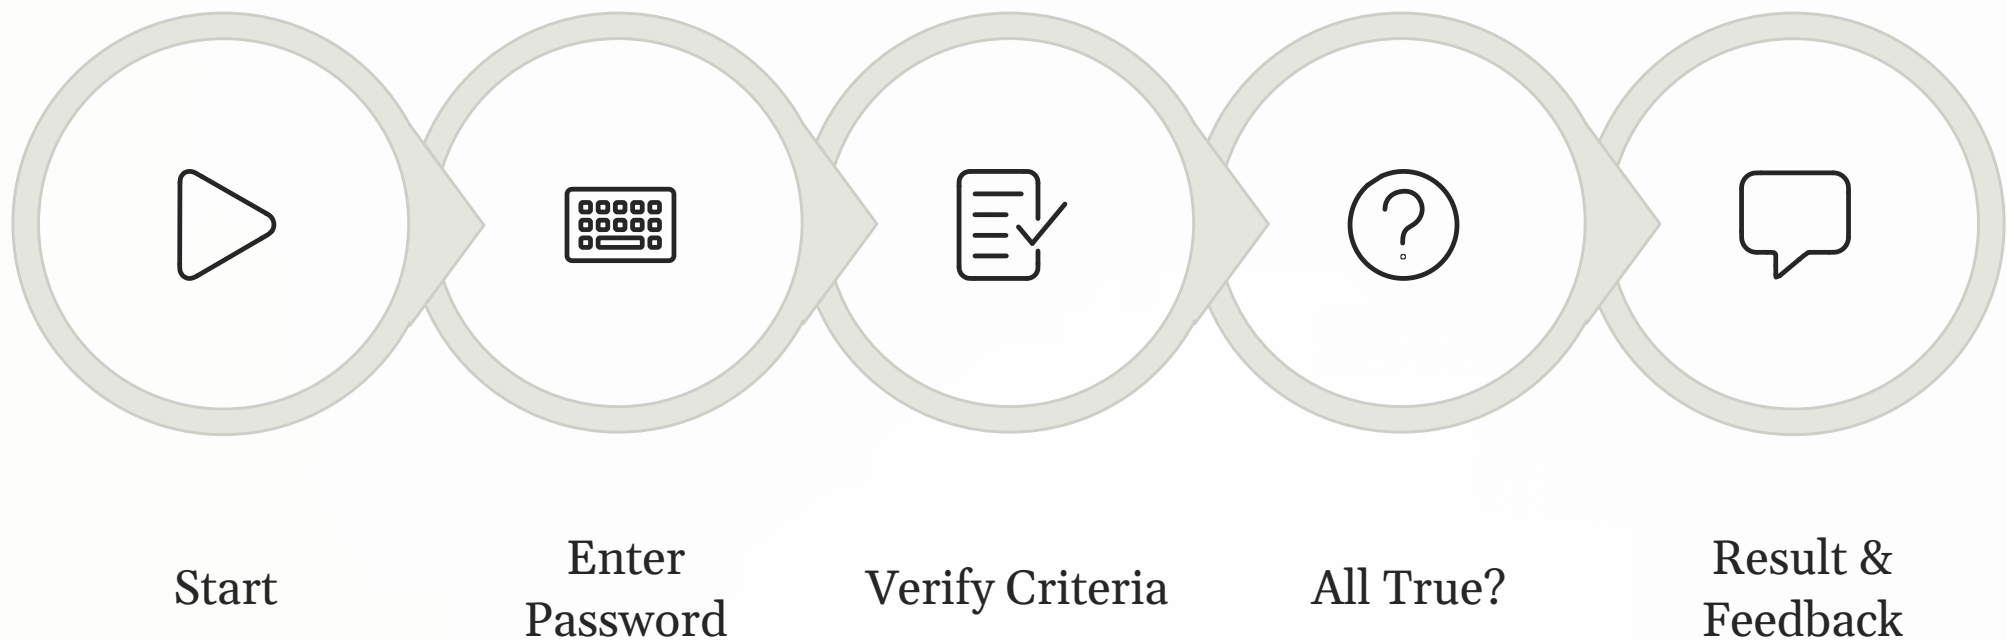 Start
Enter
Password
Verify Criteria
All True?
Result &
Feedback